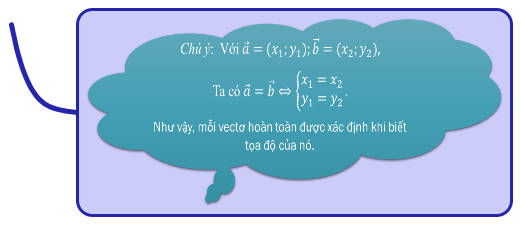 Chú ý: Với a⃗ = (x₁; y₁); b⃗ = (x₂; y₂),
Ta có a⃗ = b⃗ ⇔ {x₁ = x₂
y₁ = y₂.
Như vậy, mỗi vectơ hoàn toàn được xác định khi biết
tọa độ của nó.